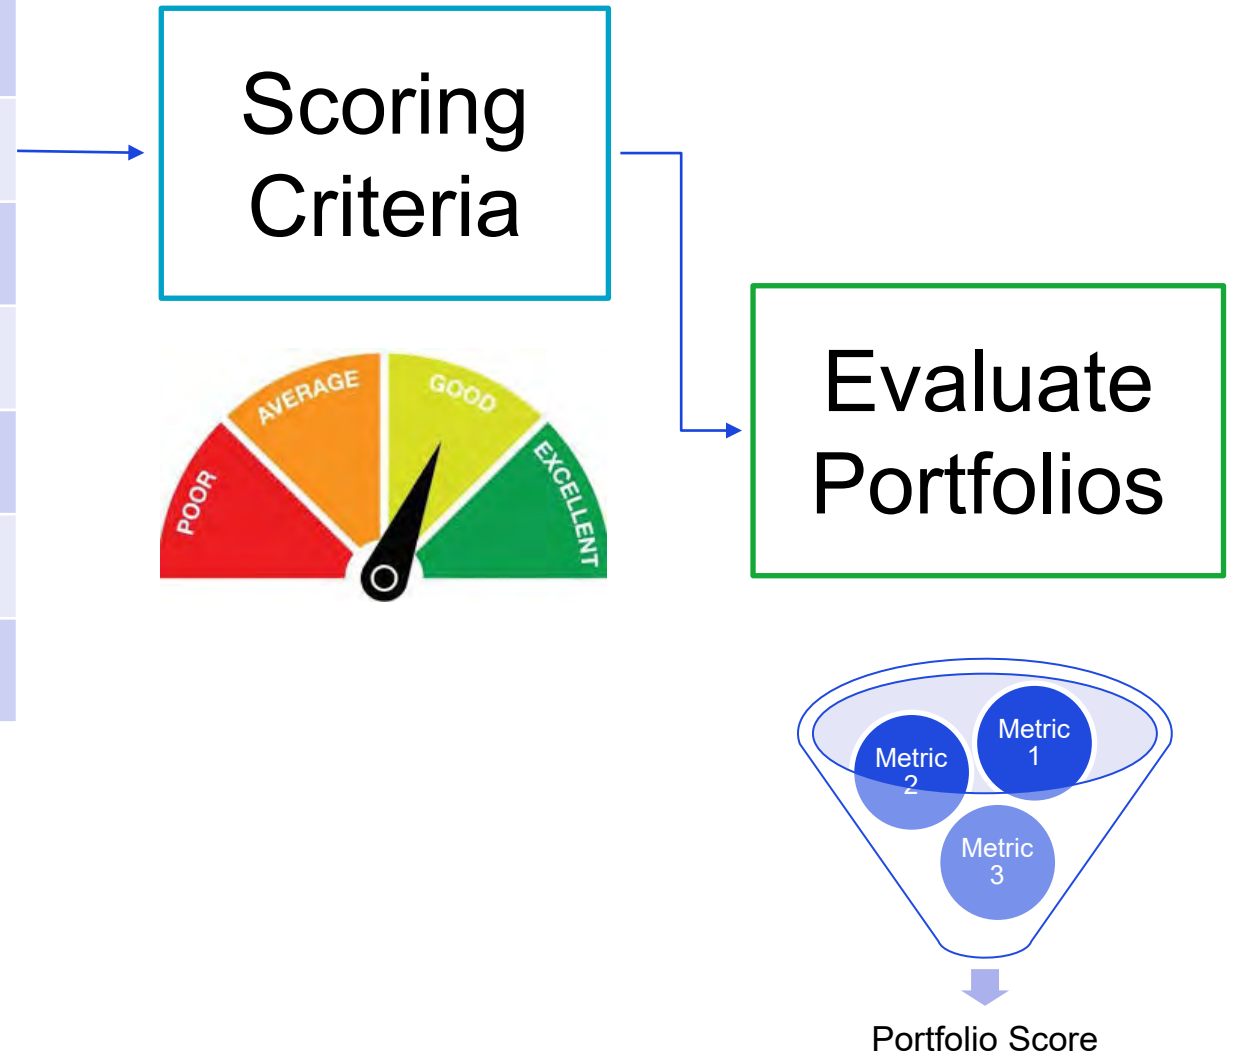 Scoring
Criteria
POOR
AVERAGE
GOOD
EXCELLENT
Evaluate
Portfolios
Metric
1
Metric
2
Metric
3
Portfolio Score